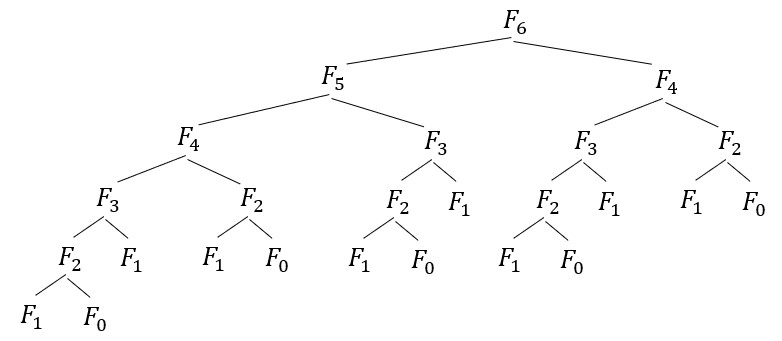 F₆
F₅ F₄
F₄ F₃ F₃ F₂
F₃ F₂ F₂ F₁ F₂ F₁ F₁ F₀
F₂ F₁ F₁ F₀ F₁ F₀ F₁ F₀
F₁ F₀